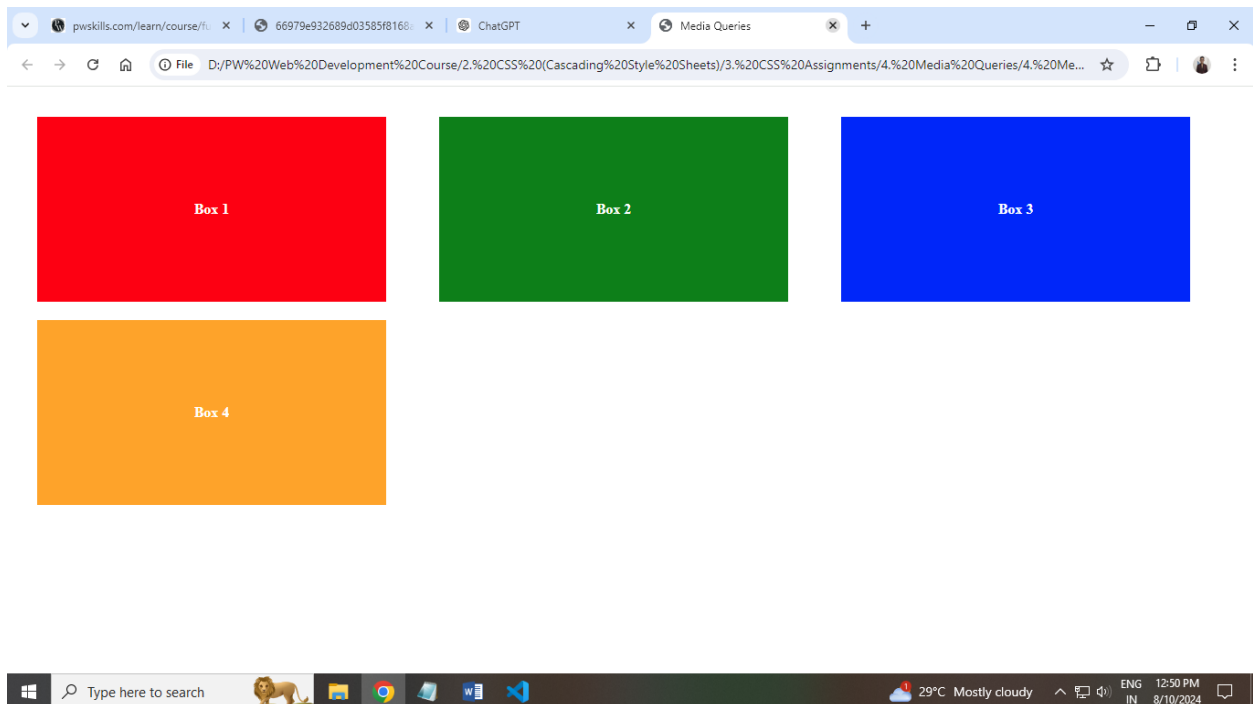 pwskills.com/learn/course/fu
66979e932689d03585f8168
ChatGPT
Media Queries
File D:/PW%20Web%20Development%20Course/2.%20CSS%20(Cascading%20Style%20Sheets)/3.%20CSS%20Assignments/4.%20Media%20Queries/4.%20Me...
Box 1
Box 2
Box 3
Box 4
Type here to search
1
29°C Mostly cloudy
ENG
IN
12:50 PM
8/10/2024